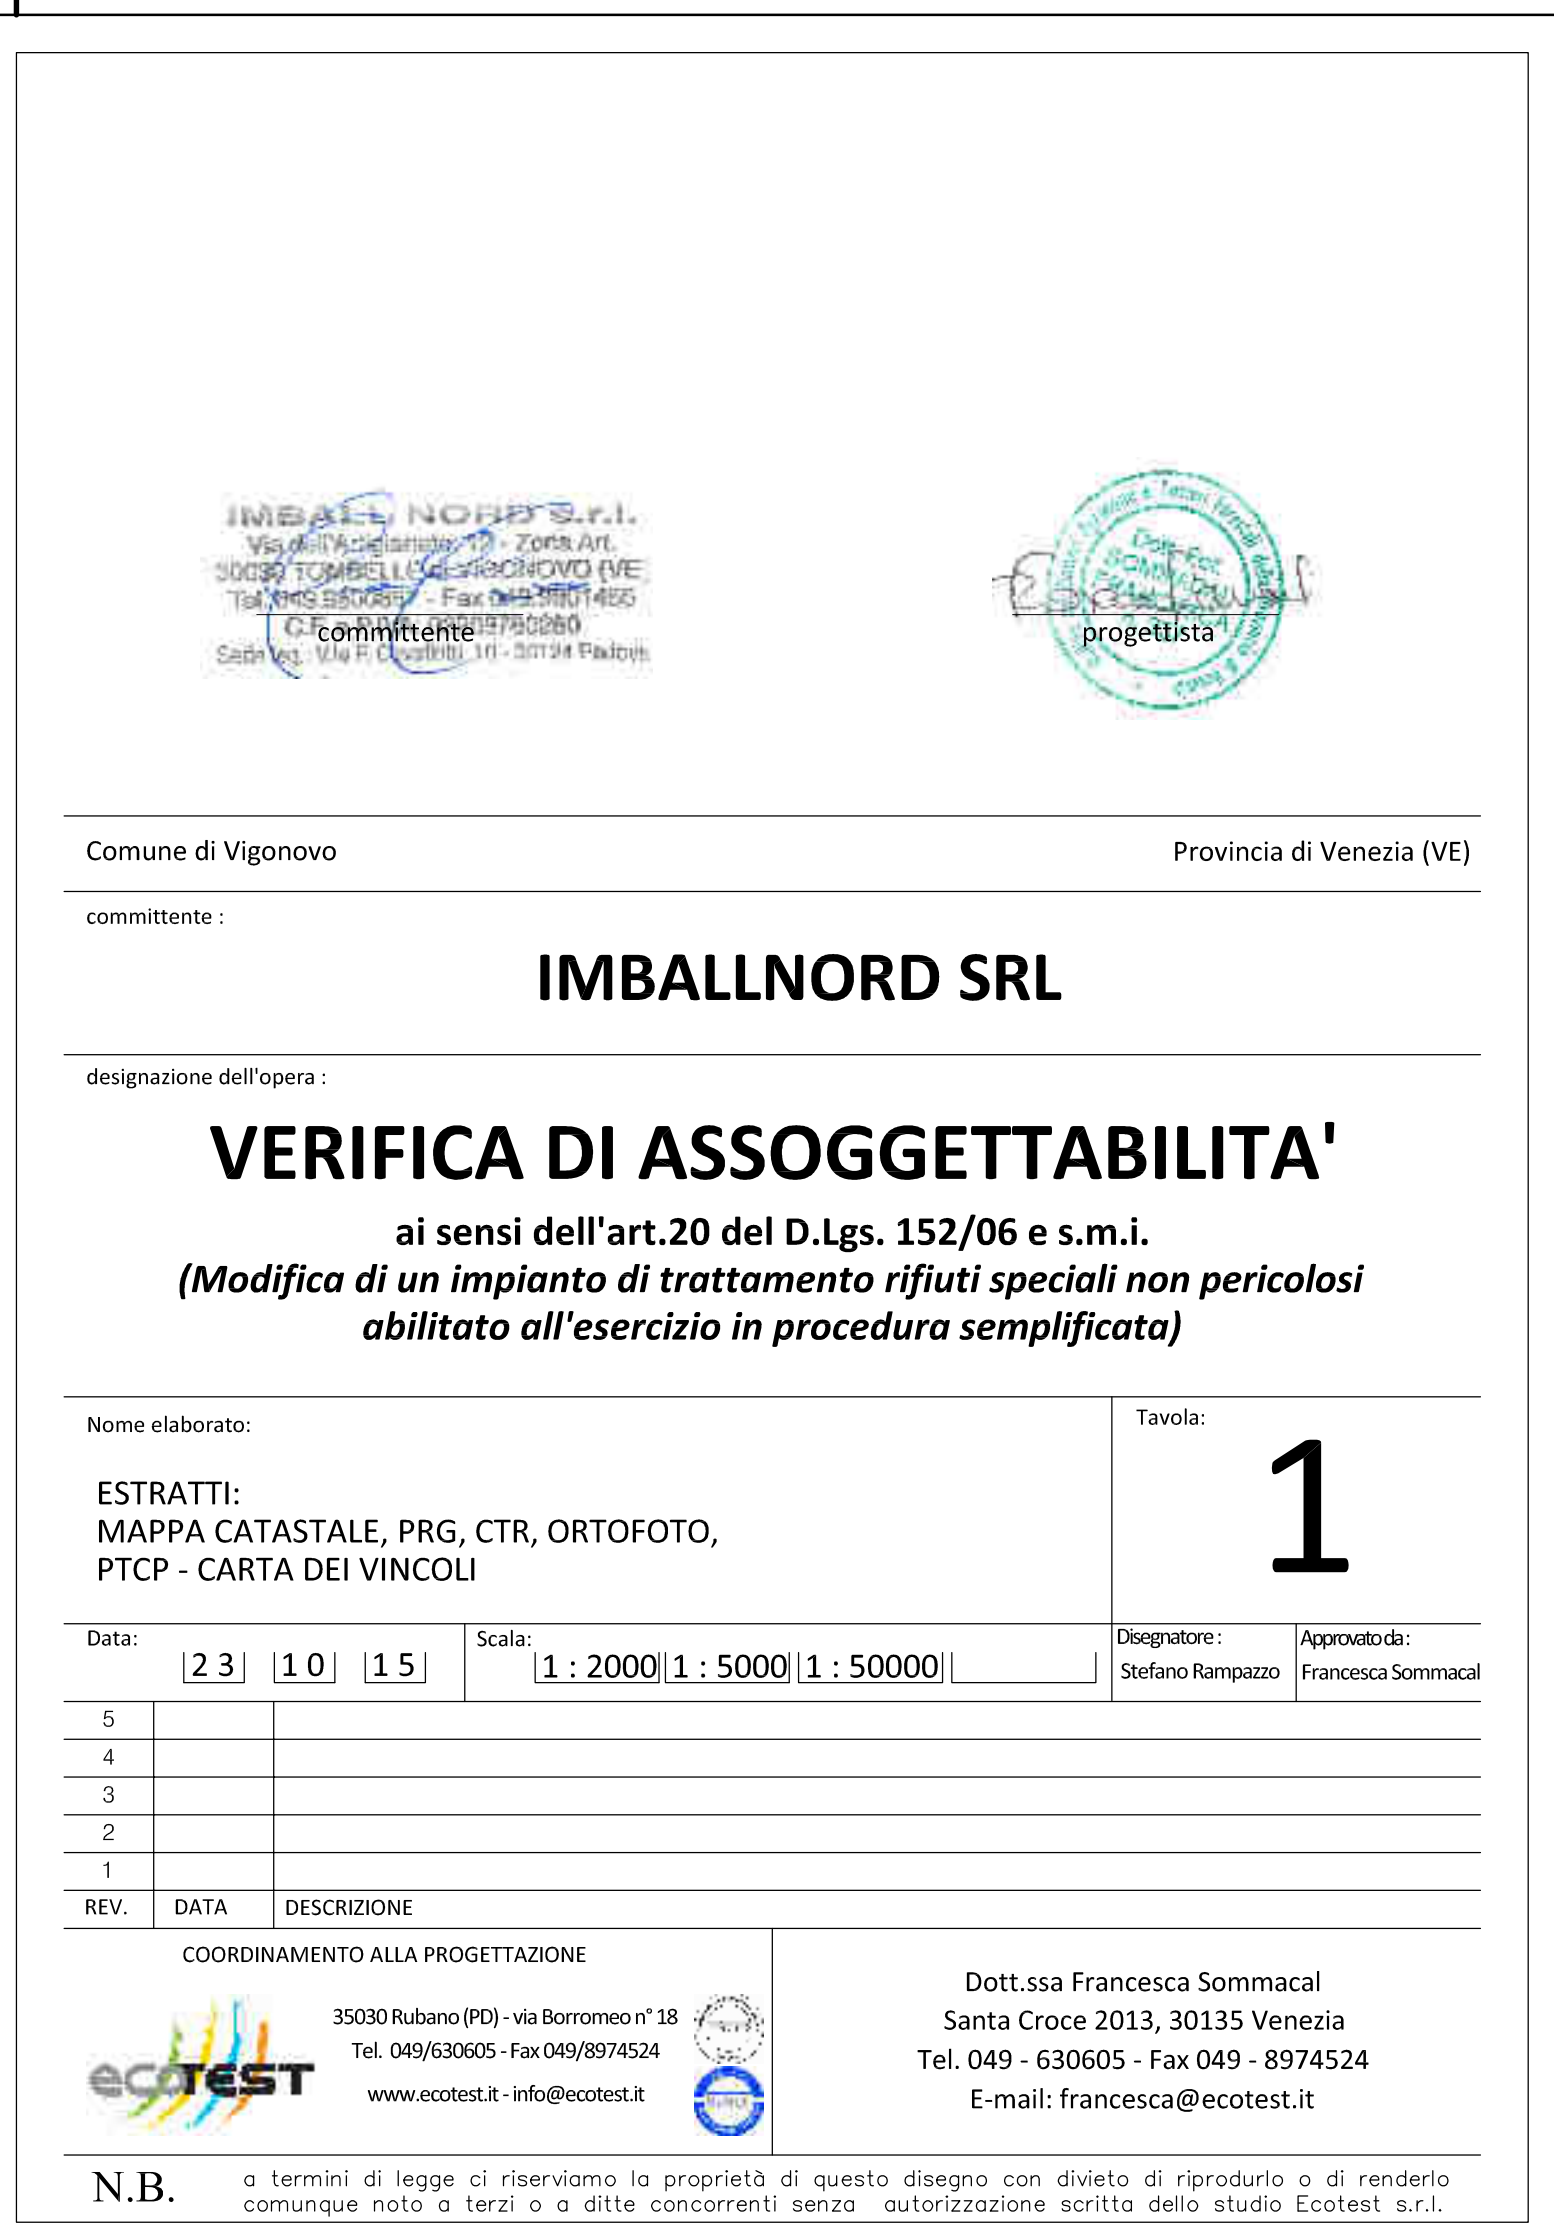 IMBALL NORD S.r.l.
Via dell'Artigianato, 12 - Zona Art.
30030 TOMBELLE di VIGONOVO (VE
Tel. - Fax
committente
Sede - Padova
Dott. For.
progettista
Comune di Vigonovo
Provincia di Venezia (VE)
committente :
IMBALLNORD SRL
designazione dell'opera :
VERIFICA DI ASSOGGETTABILITA'
ai sensi dell'art.20 del D.Lgs. 152/06 e s.m.i.
(Modifica di un impianto di trattamento rifiuti speciali non pericolosi
abilitato all'esercizio in procedura semplificata)
Nome elaborato:
ESTRATTI:
MAPPA CATASTALE, PRG, CTR, ORTOFOTO,
PTCP - CARTA DEI VINCOLI
Tavola:
1
Data:
23 10 15
Scala:
1 : 2000 1 : 5000 1 : 50000
Disegnatore :
Stefano Rampazzo
Approvato da :
Francesca Sommacal
5
4
3
2
1
REV. DATA DESCRIZIONE
COORDINAMENTO ALLA PROGETTAZIONE
ecoTEST
35030 Rubano (PD) - via Borromeo n° 18
Tel. 049/630605 - Fax 049/8974524
www.ecotest.it - info@ecotest.it
Dott.ssa Francesca Sommacal
Santa Croce 2013, 30135 Venezia
Tel. 049 - 630605 - Fax 049 - 8974524
E-mail: francesca@ecotest.it
N.B.
a termini di legge ci riserviamo la proprietà di questo disegno con divieto di riprodurlo o di renderlo
comunque noto a terzi o a ditte concorrenti senza autorizzazione scritta dello studio Ecotest s.r.l.